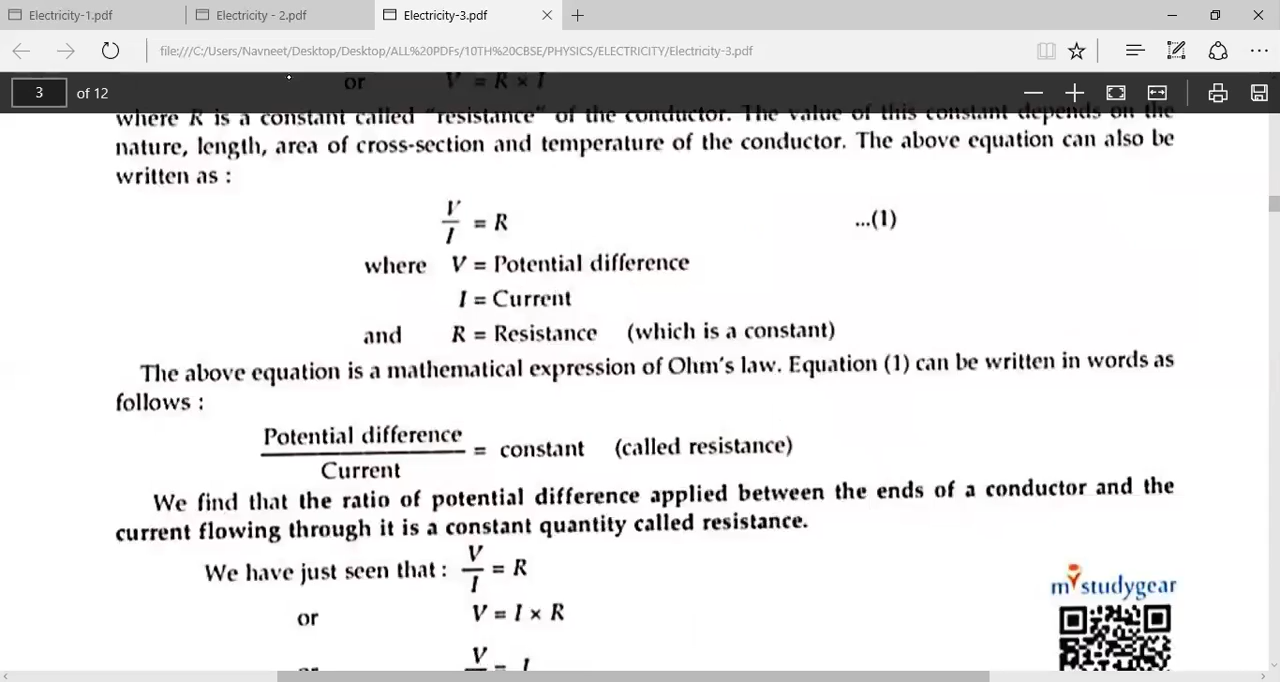 Electricity-1.pdf
Electricity - 2.pdf
Electricity-3.pdf
file:///C:/Users/Navneet/Desktop/Desktop/ALL%20PDFs/10TH%20CBSE/PHYSICS/ELECTRICITY/Electricity-3.pdf
or V = R × I
3 of 12
where R is a constant called "resistance" of the conductor. The value of this constant depends on the
nature, length, area of cross-section and temperature of the conductor. The above equation can also be
written as :
V/I = R ...(1)
where V = Potential difference
I = Current
and R = Resistance (which is a constant)
The above equation is a mathematical expression of Ohm's law. Equation (1) can be written in words as
follows :
Potential difference/Current = constant (called resistance)
We find that the ratio of potential difference applied between the ends of a conductor and the
current flowing through it is a constant quantity called resistance.
We have just seen that : V/I = R
or V = I × R
mystudygear